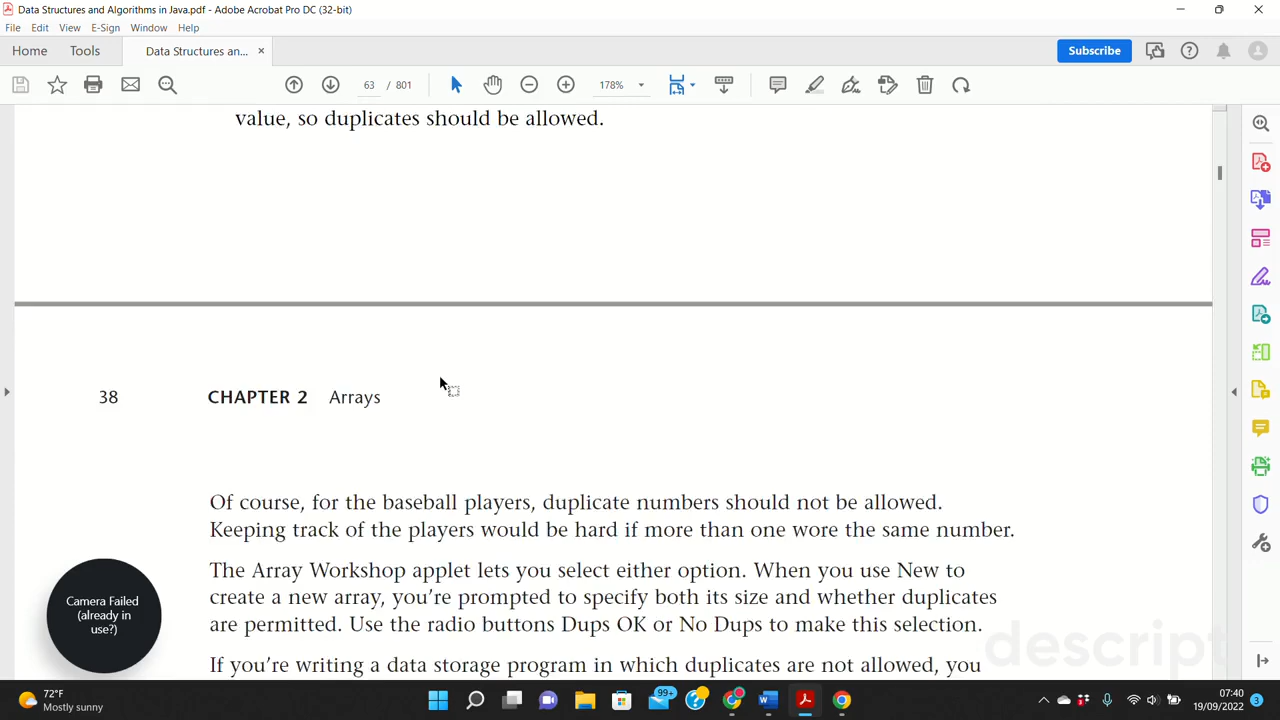 Data Structures and Algorithms in Java.pdf - Adobe Acrobat Pro DC (32-bit)
File Edit View E-Sign Window Help
Home Tools Data Structures an... × Subscribe
63 / 801 178%
value, so duplicates should be allowed.
38 CHAPTER 2 Arrays
Of course, for the baseball players, duplicate numbers should not be allowed.
Keeping track of the players would be hard if more than one wore the same number.
The Array Workshop applet lets you select either option. When you use New to
create a new array, you're prompted to specify both its size and whether duplicates
are permitted. Use the radio buttons Dups OK or No Dups to make this selection.
If you're writing a data storage program in which duplicates are not allowed, you
Camera Failed
(already in
use?)
descript
72°F
Mostly sunny
99+
07:40
19/09/2022
3